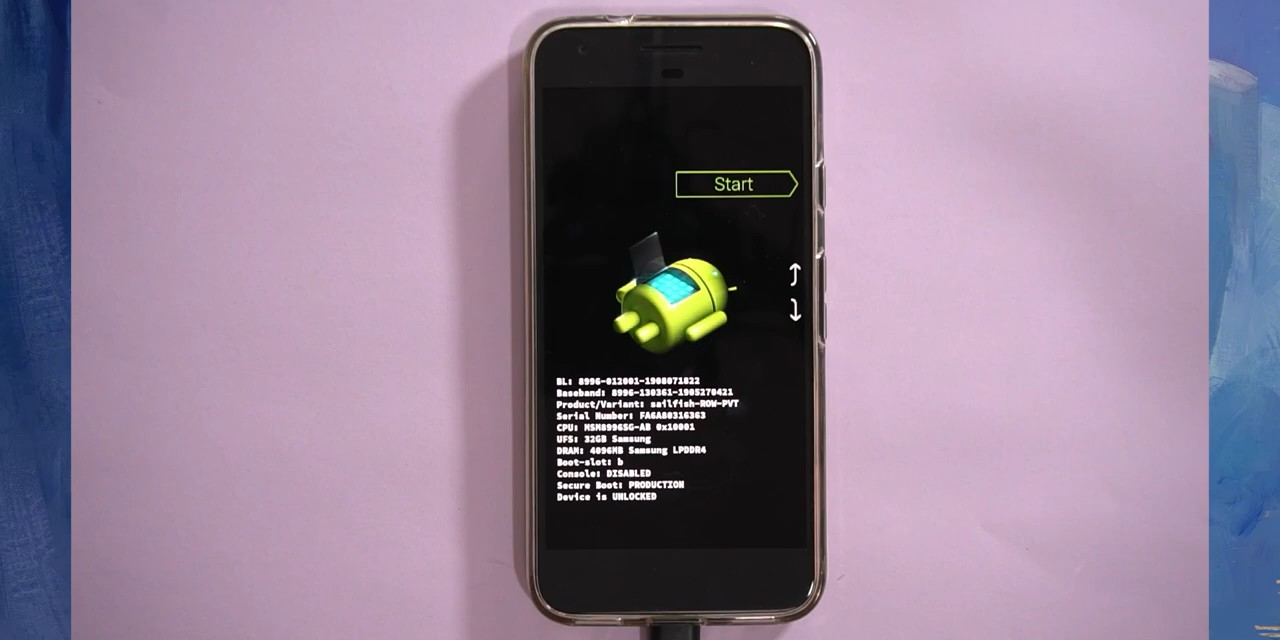 Start
BL: 8996-012001-1908071822
Baseband: 8996-130361-1905270421
Product/Variant: sailfish-ROW-PVT
Serial Number: FA6A80316363
CPU: MSM8996SG-AB 0x10001
UFS: 32GB Samsung
DRAM: 4096MB Samsung LPDDR4
Boot-slot: b
Console: DISABLED
Secure Boot: PRODUCTION
Device is UNLOCKED